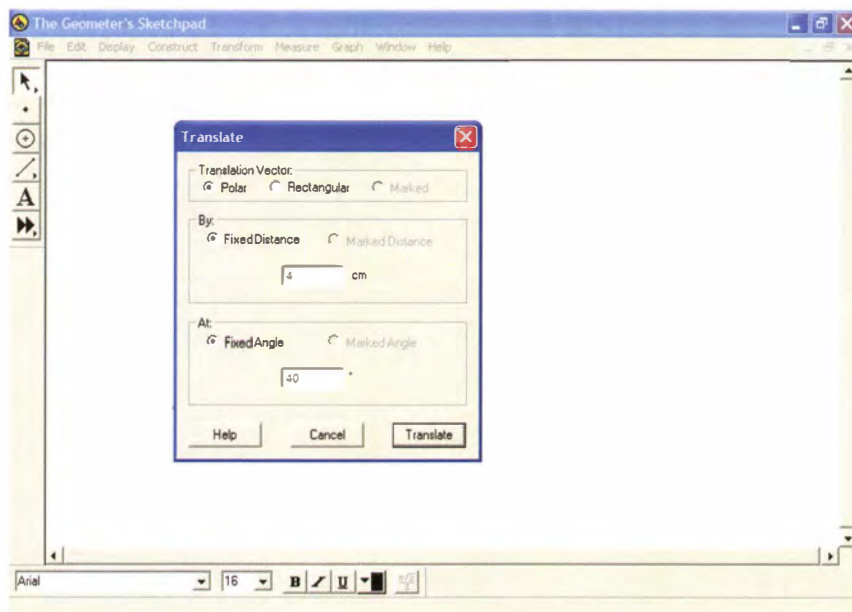 The Geometer's Sketchpad
File Edit Display Construct Transform Measure Graph Window Help
A
Translate
Translation Vector:
Polar Rectangular Marked
By:
Fixed Distance Marked Distance
4 cm
At:
Fixed Angle Marked Angle
40 °
Help Cancel Translate
Arial 16 B I U